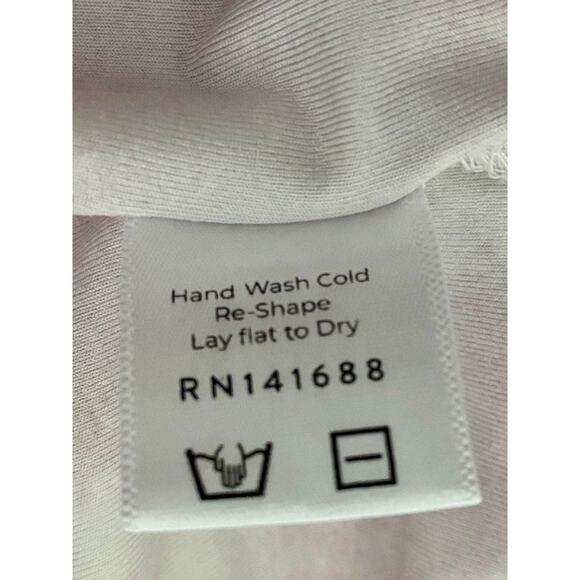 Hand Wash Cold
Re-Shape
Lay flat to Dry
RN141688